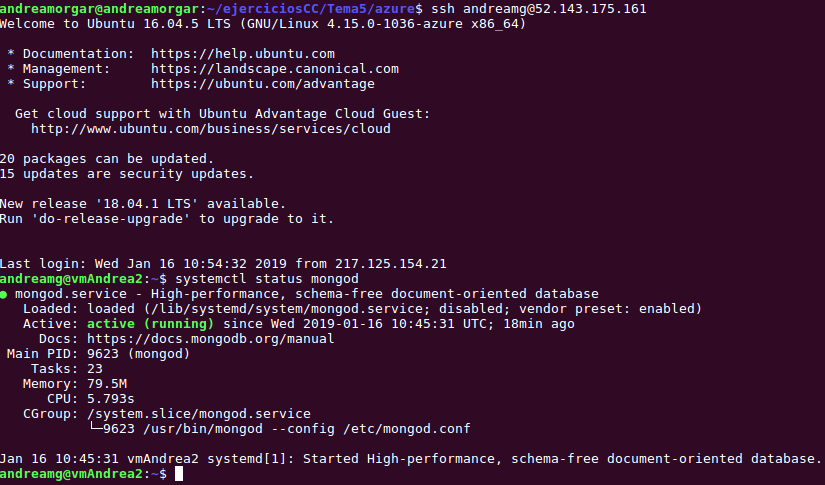 andreamorgar@andreamorgar:~/ejerciciosCC/Tema5/azure$ ssh andreamg@52.143.175.161
Welcome to Ubuntu 16.04.5 LTS (GNU/Linux 4.15.0-1036-azure x86_64)

 * Documentation:  https://help.ubuntu.com
 * Management:     https://landscape.canonical.com
 * Support:        https://ubuntu.com/advantage

  Get cloud support with Ubuntu Advantage Cloud Guest:
    http://www.ubuntu.com/business/services/cloud

20 packages can be updated.
15 updates are security updates.

New release '18.04.1 LTS' available.
Run 'do-release-upgrade' to upgrade to it.


Last login: Wed Jan 16 10:54:32 2019 from 217.125.154.21
andreamg@vmAndrea2:~$ systemctl status mongod
● mongod.service - High-performance, schema-free document-oriented database
   Loaded: loaded (/lib/systemd/system/mongod.service; disabled; vendor preset: enabled)
   Active: active (running) since Wed 2019-01-16 10:45:31 UTC; 18min ago
     Docs: https://docs.mongodb.org/manual
 Main PID: 9623 (mongod)
    Tasks: 23
   Memory: 79.5M
      CPU: 5.793s
   CGroup: /system.slice/mongod.service
           └─9623 /usr/bin/mongod --config /etc/mongod.conf

Jan 16 10:45:31 vmAndrea2 systemd[1]: Started High-performance, schema-free document-oriented database.
andreamg@vmAndrea2:~$